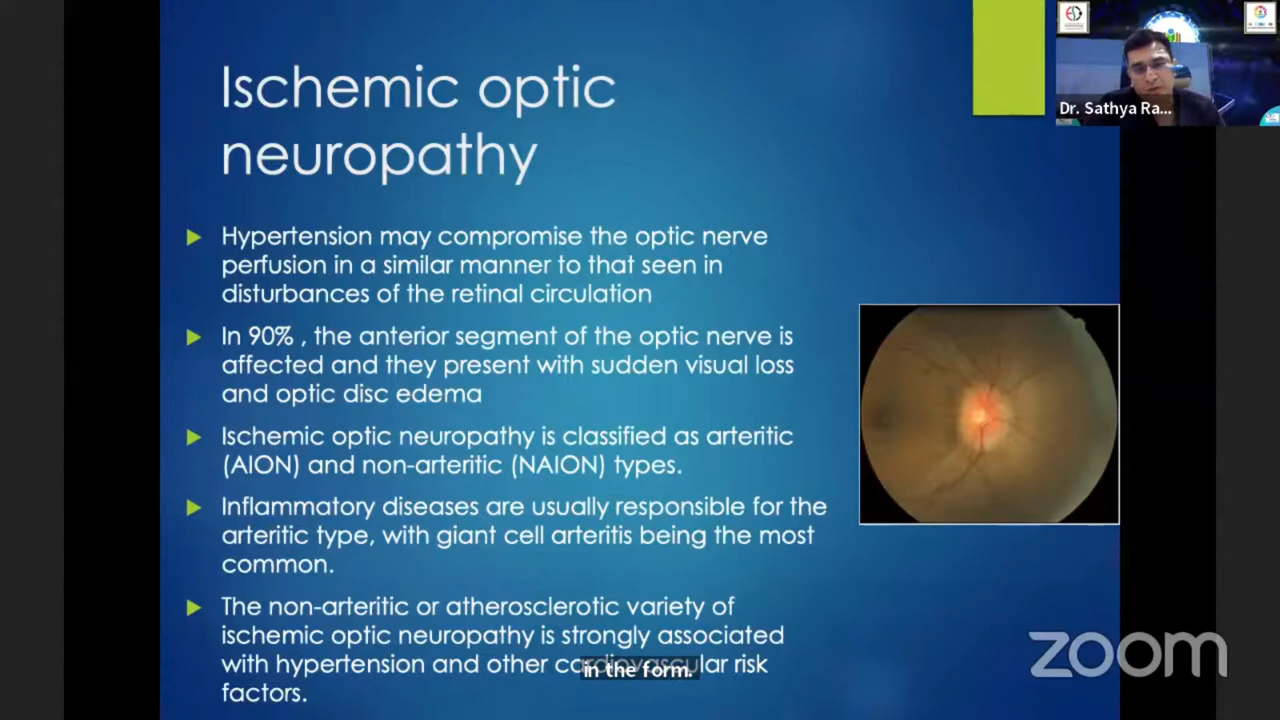 Ischemic optic
neuropathy
Hypertension may compromise the optic nerve
perfusion in a similar manner to that seen in
disturbances of the retinal circulation
In 90% , the anterior segment of the optic nerve is
affected and they present with sudden visual loss
and optic disc edema
Ischemic optic neuropathy is classified as arteritic
(AION) and non-arteritic (NAION) types.
Inflammatory diseases are usually responsible for the
arteritic type, with giant cell arteritis being the most
common.
The non-arteritic or atherosclerotic variety of
ischemic optic neuropathy is strongly associated
with hypertension and other cardiovascular risk
factors.
in the form.
Dr. Sathya Ra...
zoom